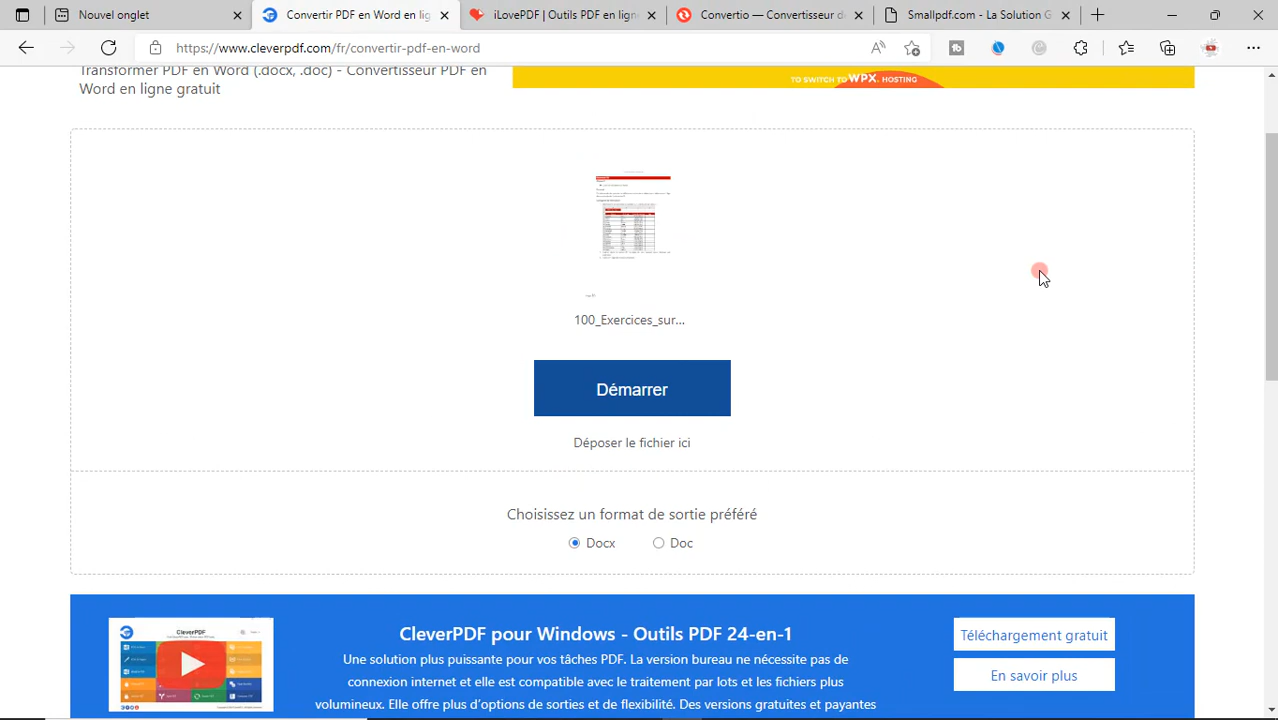 Nouvel onglet
Convertir PDF en Word en lig
iLovePDF | Outils PDF en ligne
Convertio — Convertisseur de
Smallpdf.com - La Solution G
https://www.cleverpdf.com/fr/convertir-pdf-en-word
Transformer PDF en Word (.docx, .doc) - Convertisseur PDF en
Word en ligne gratuit
TO SWITCH TO WPX. HOSTING
100_Exercices_sur...
Démarrer
Déposer le fichier ici
Choisissez un format de sortie préféré
Docx
Doc
CleverPDF
CleverPDF pour Windows - Outils PDF 24-en-1
Une solution plus puissante pour vos tâches PDF. La version bureau ne nécessite pas de
connexion internet et elle est compatible avec le traitement par lots et les fichiers plus
volumineux. Elle offre plus d'options de sorties et de flexibilité. Des versions gratuites et payantes
Téléchargement gratuit
En savoir plus